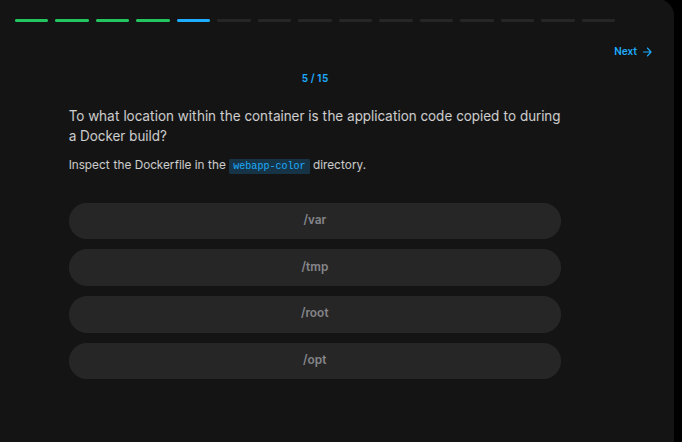 Next →
5 / 15
To what location within the container is the application code copied to during
a Docker build?
Inspect the Dockerfile in the webapp-color directory.
/var
/tmp
/root
/opt